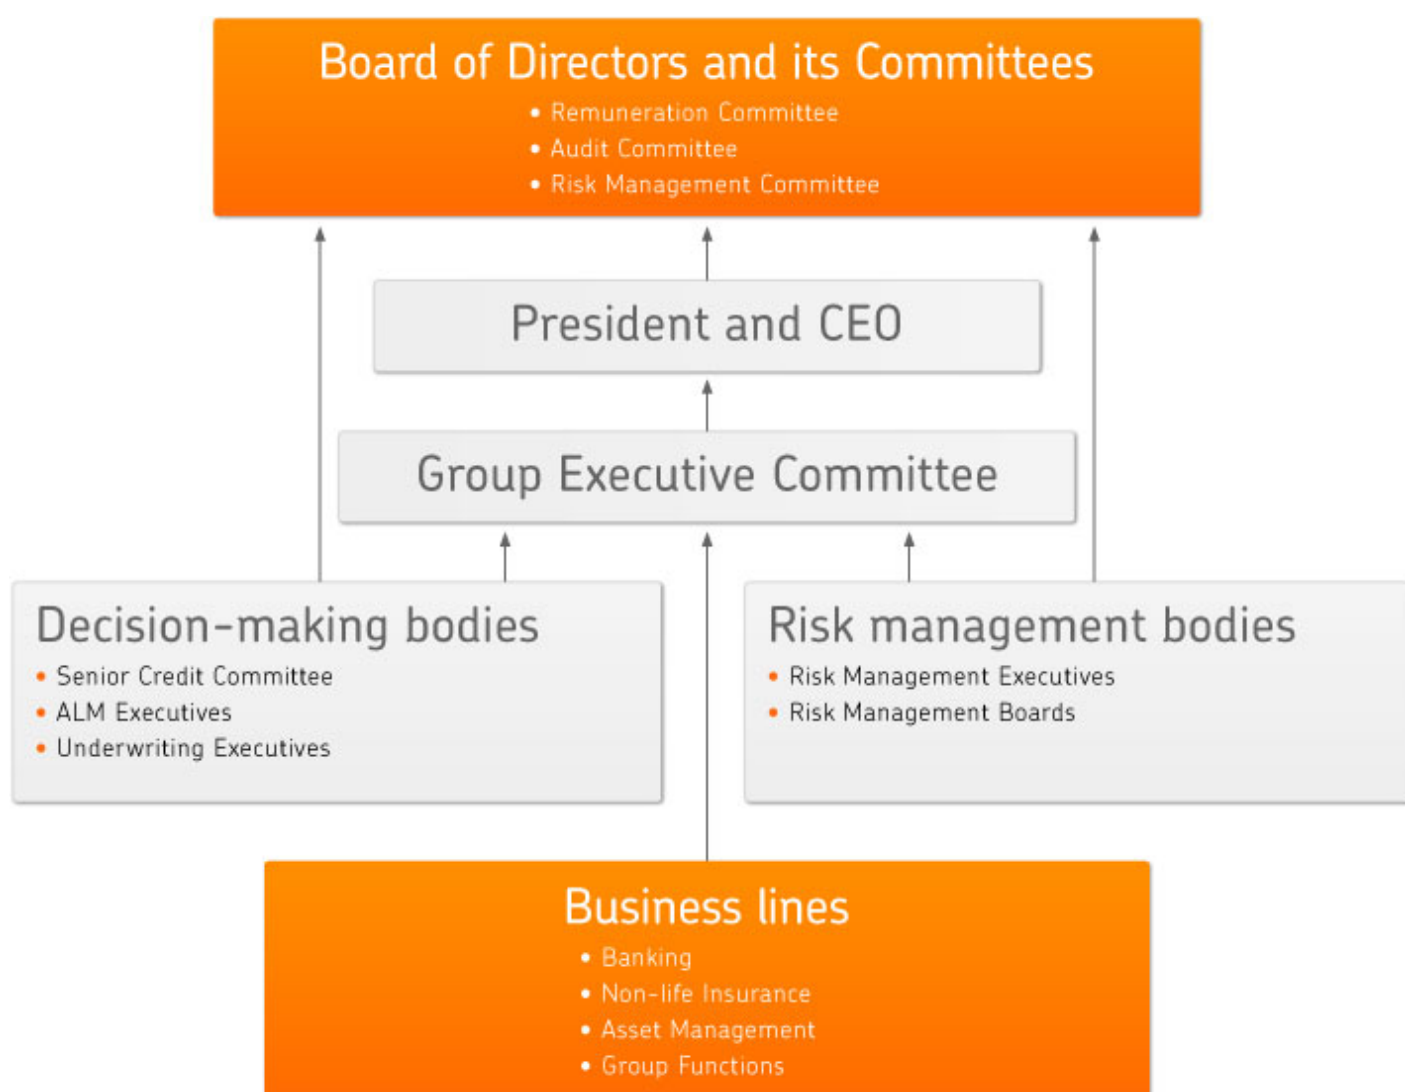 Board of Directors and its Committees
• Remuneration Committee
• Audit Committee
• Risk Management Committee
President and CEO
Group Executive Committee
Decision-making bodies
• Senior Credit Committee
• ALM Executives
• Underwriting Executives
Risk management bodies
• Risk Management Executives
• Risk Management Boards
Business lines
• Banking
• Non-life Insurance
• Asset Management
• Group Functions